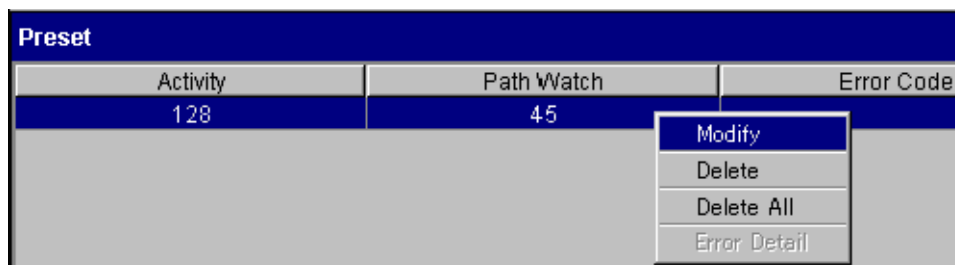 Preset
Activity Path Watch Error Code
128 45
Modify
Delete
Delete All
Error Detail